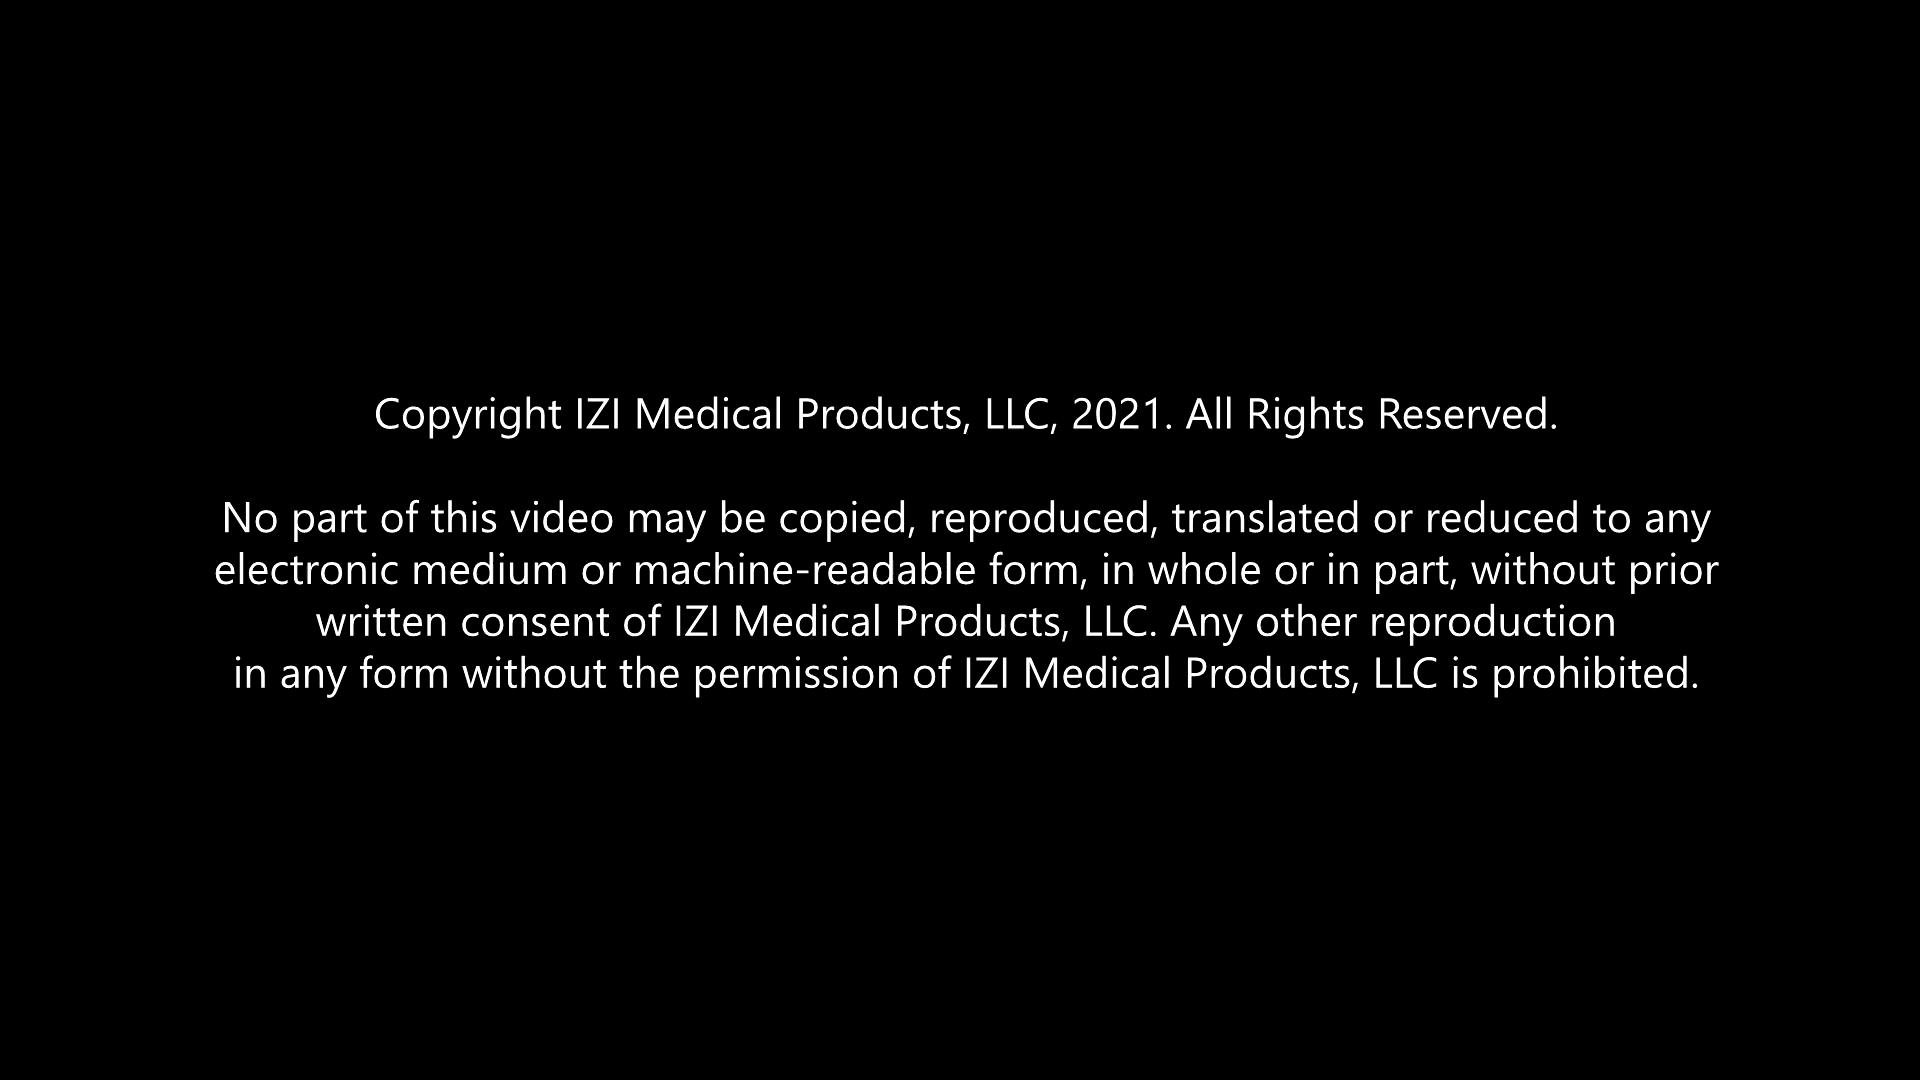 Copyright IZI Medical Products, LLC, 2021. All Rights Reserved.
No part of this video may be copied, reproduced, translated or reduced to any
electronic medium or machine-readable form, in whole or in part, without prior
written consent of IZI Medical Products, LLC. Any other reproduction
in any form without the permission of IZI Medical Products, LLC is prohibited.